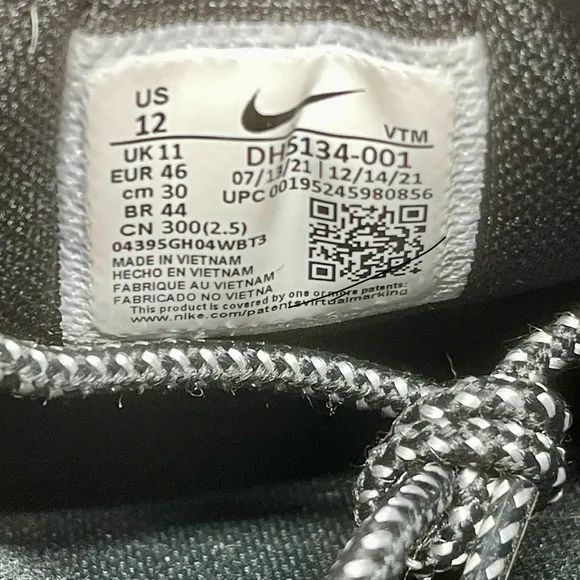 US
12
UK 11
EUR 46
cm 30
BR 44
CN 300(2.5)
04395GH04WBT3
VTM
DH5134-001
07/13/21 | 12/14/21
UPC 00195245980856
MADE IN VIETNAM
HECHO EN VIETNAM
FABRIQUE AU VIETNAM
FABRICADO NO VIETNA
This product is covered by one or more patents:
www.nike.com/patentsvirtualmarking